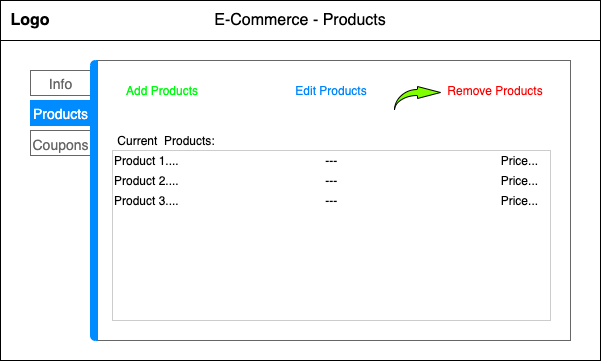 Logo
E-Commerce - Products
Info
Products
Coupons
Add Products
Edit Products
Remove Products
Current  Products:
Product 1.... --- Price...
Product 2.... --- Price...
Product 3.... --- Price...